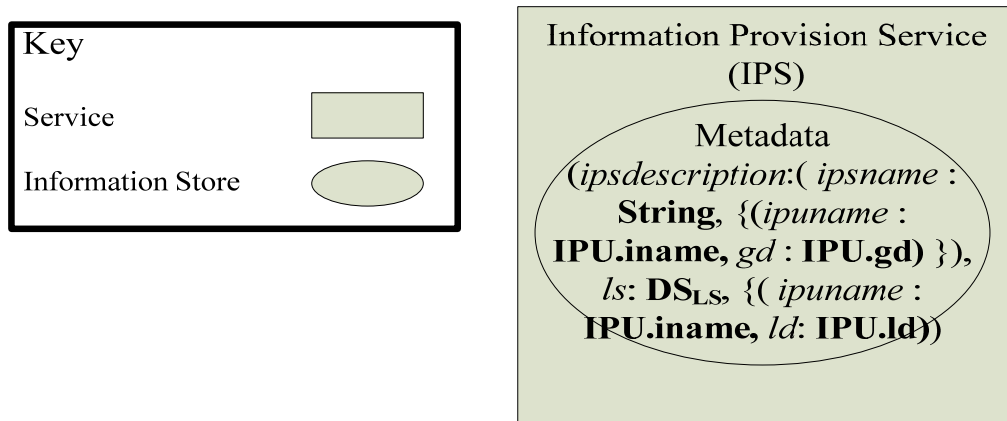 Key
Service
Information Store
Information Provision Service
(IPS)
Metadata
(ipsdescription:( ipsname :
String, {(ipuname :
IPU.iname, gd : IPU.gd) }),
ls: DS_LS, {( ipuname :
IPU.iname, ld: IPU.ld))